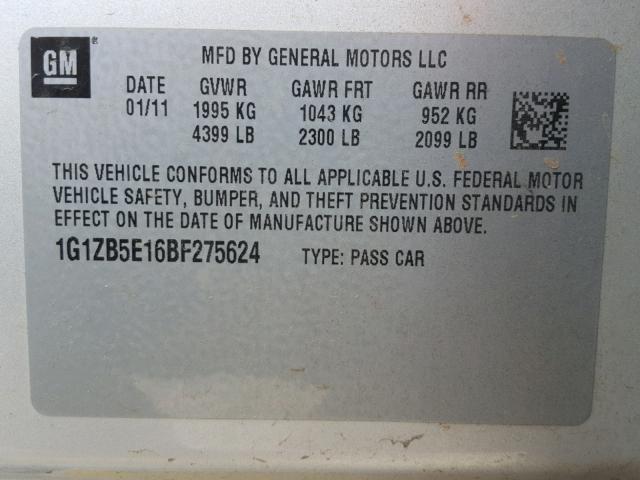 GM
MFD BY GENERAL MOTORS LLC
DATE GVWR GAWR FRT GAWR RR
01/11 1995 KG 1043 KG 952 KG
4399 LB 2300 LB 2099 LB
THIS VEHICLE CONFORMS TO ALL APPLICABLE U.S. FEDERAL MOTOR
VEHICLE SAFETY, BUMPER, AND THEFT PREVENTION STANDARDS IN
EFFECT ON THE DATE OF MANUFACTURE SHOWN ABOVE.
1G1ZB5E16BF275624 TYPE: PASS CAR